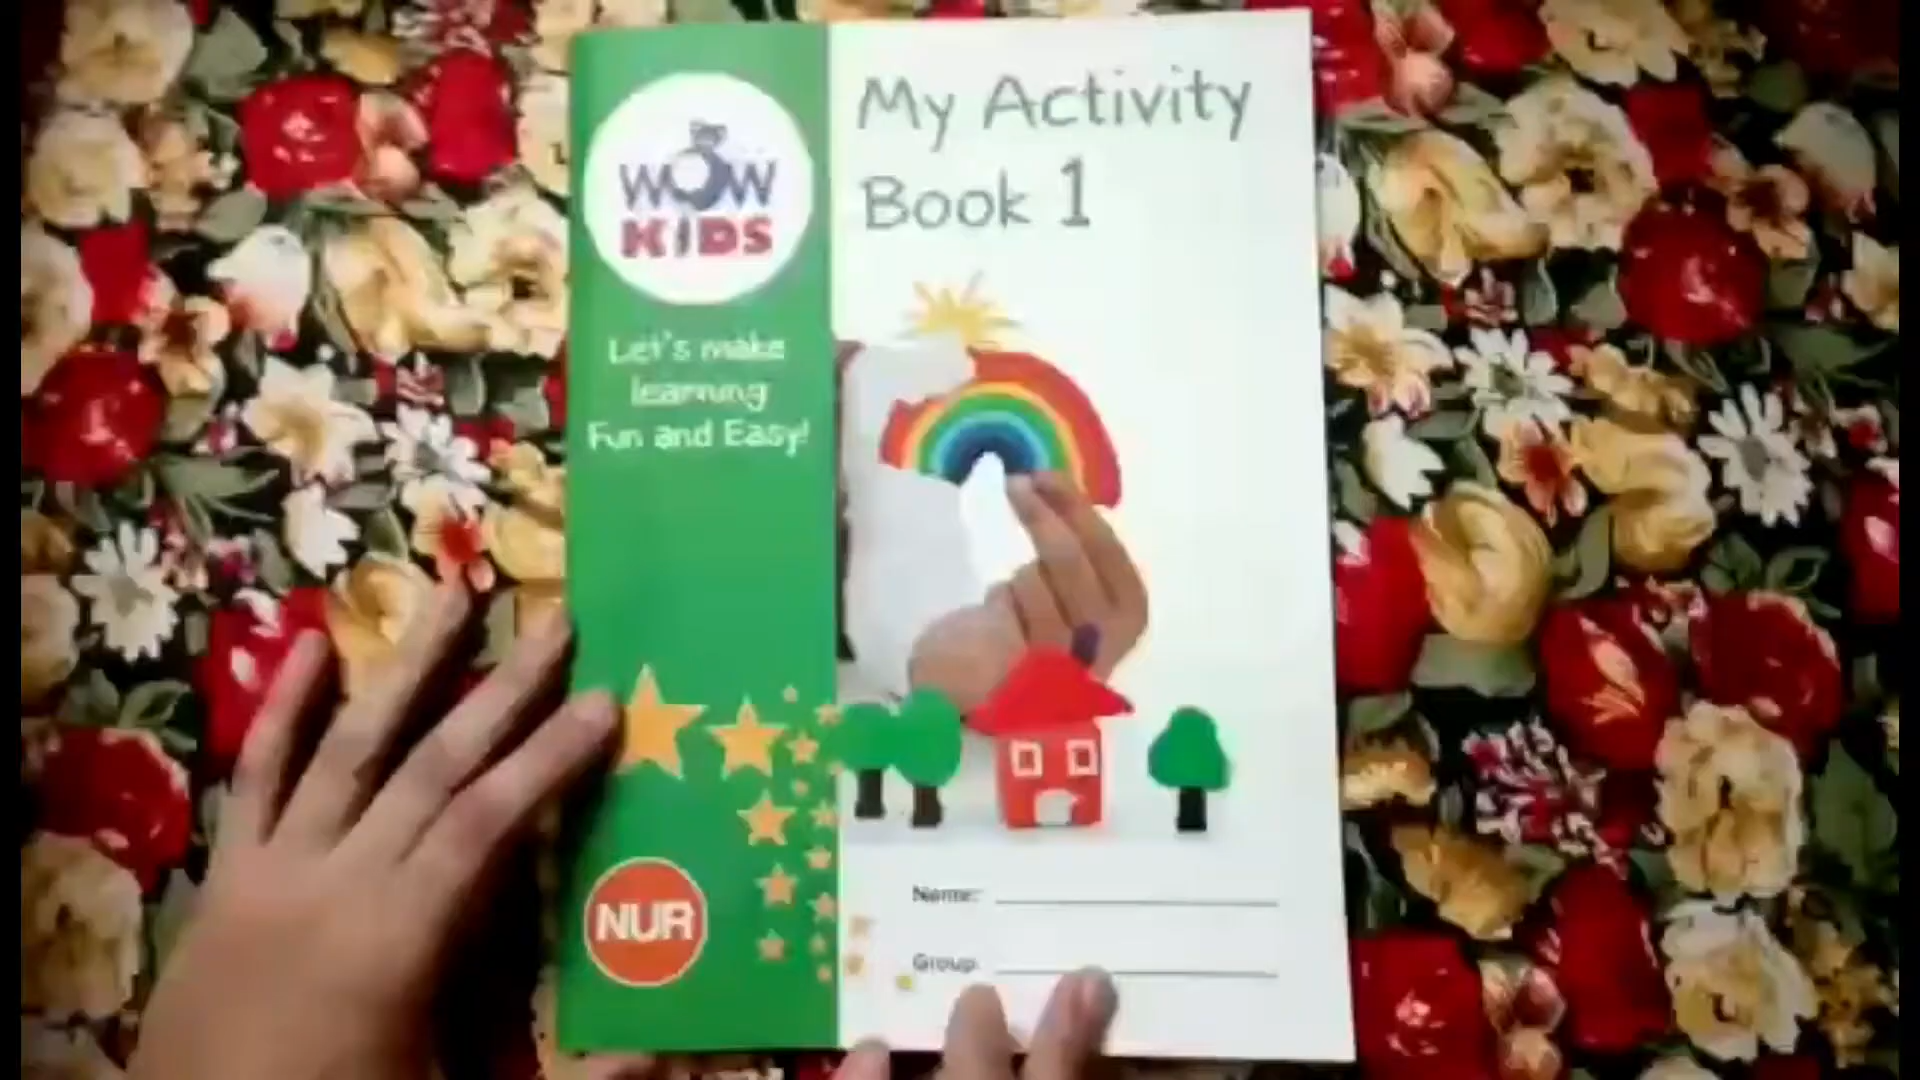 WOW
KIDS
Let's make
learning
Fun and Easy!
NUR
My Activity
Book 1
Name:
Group: